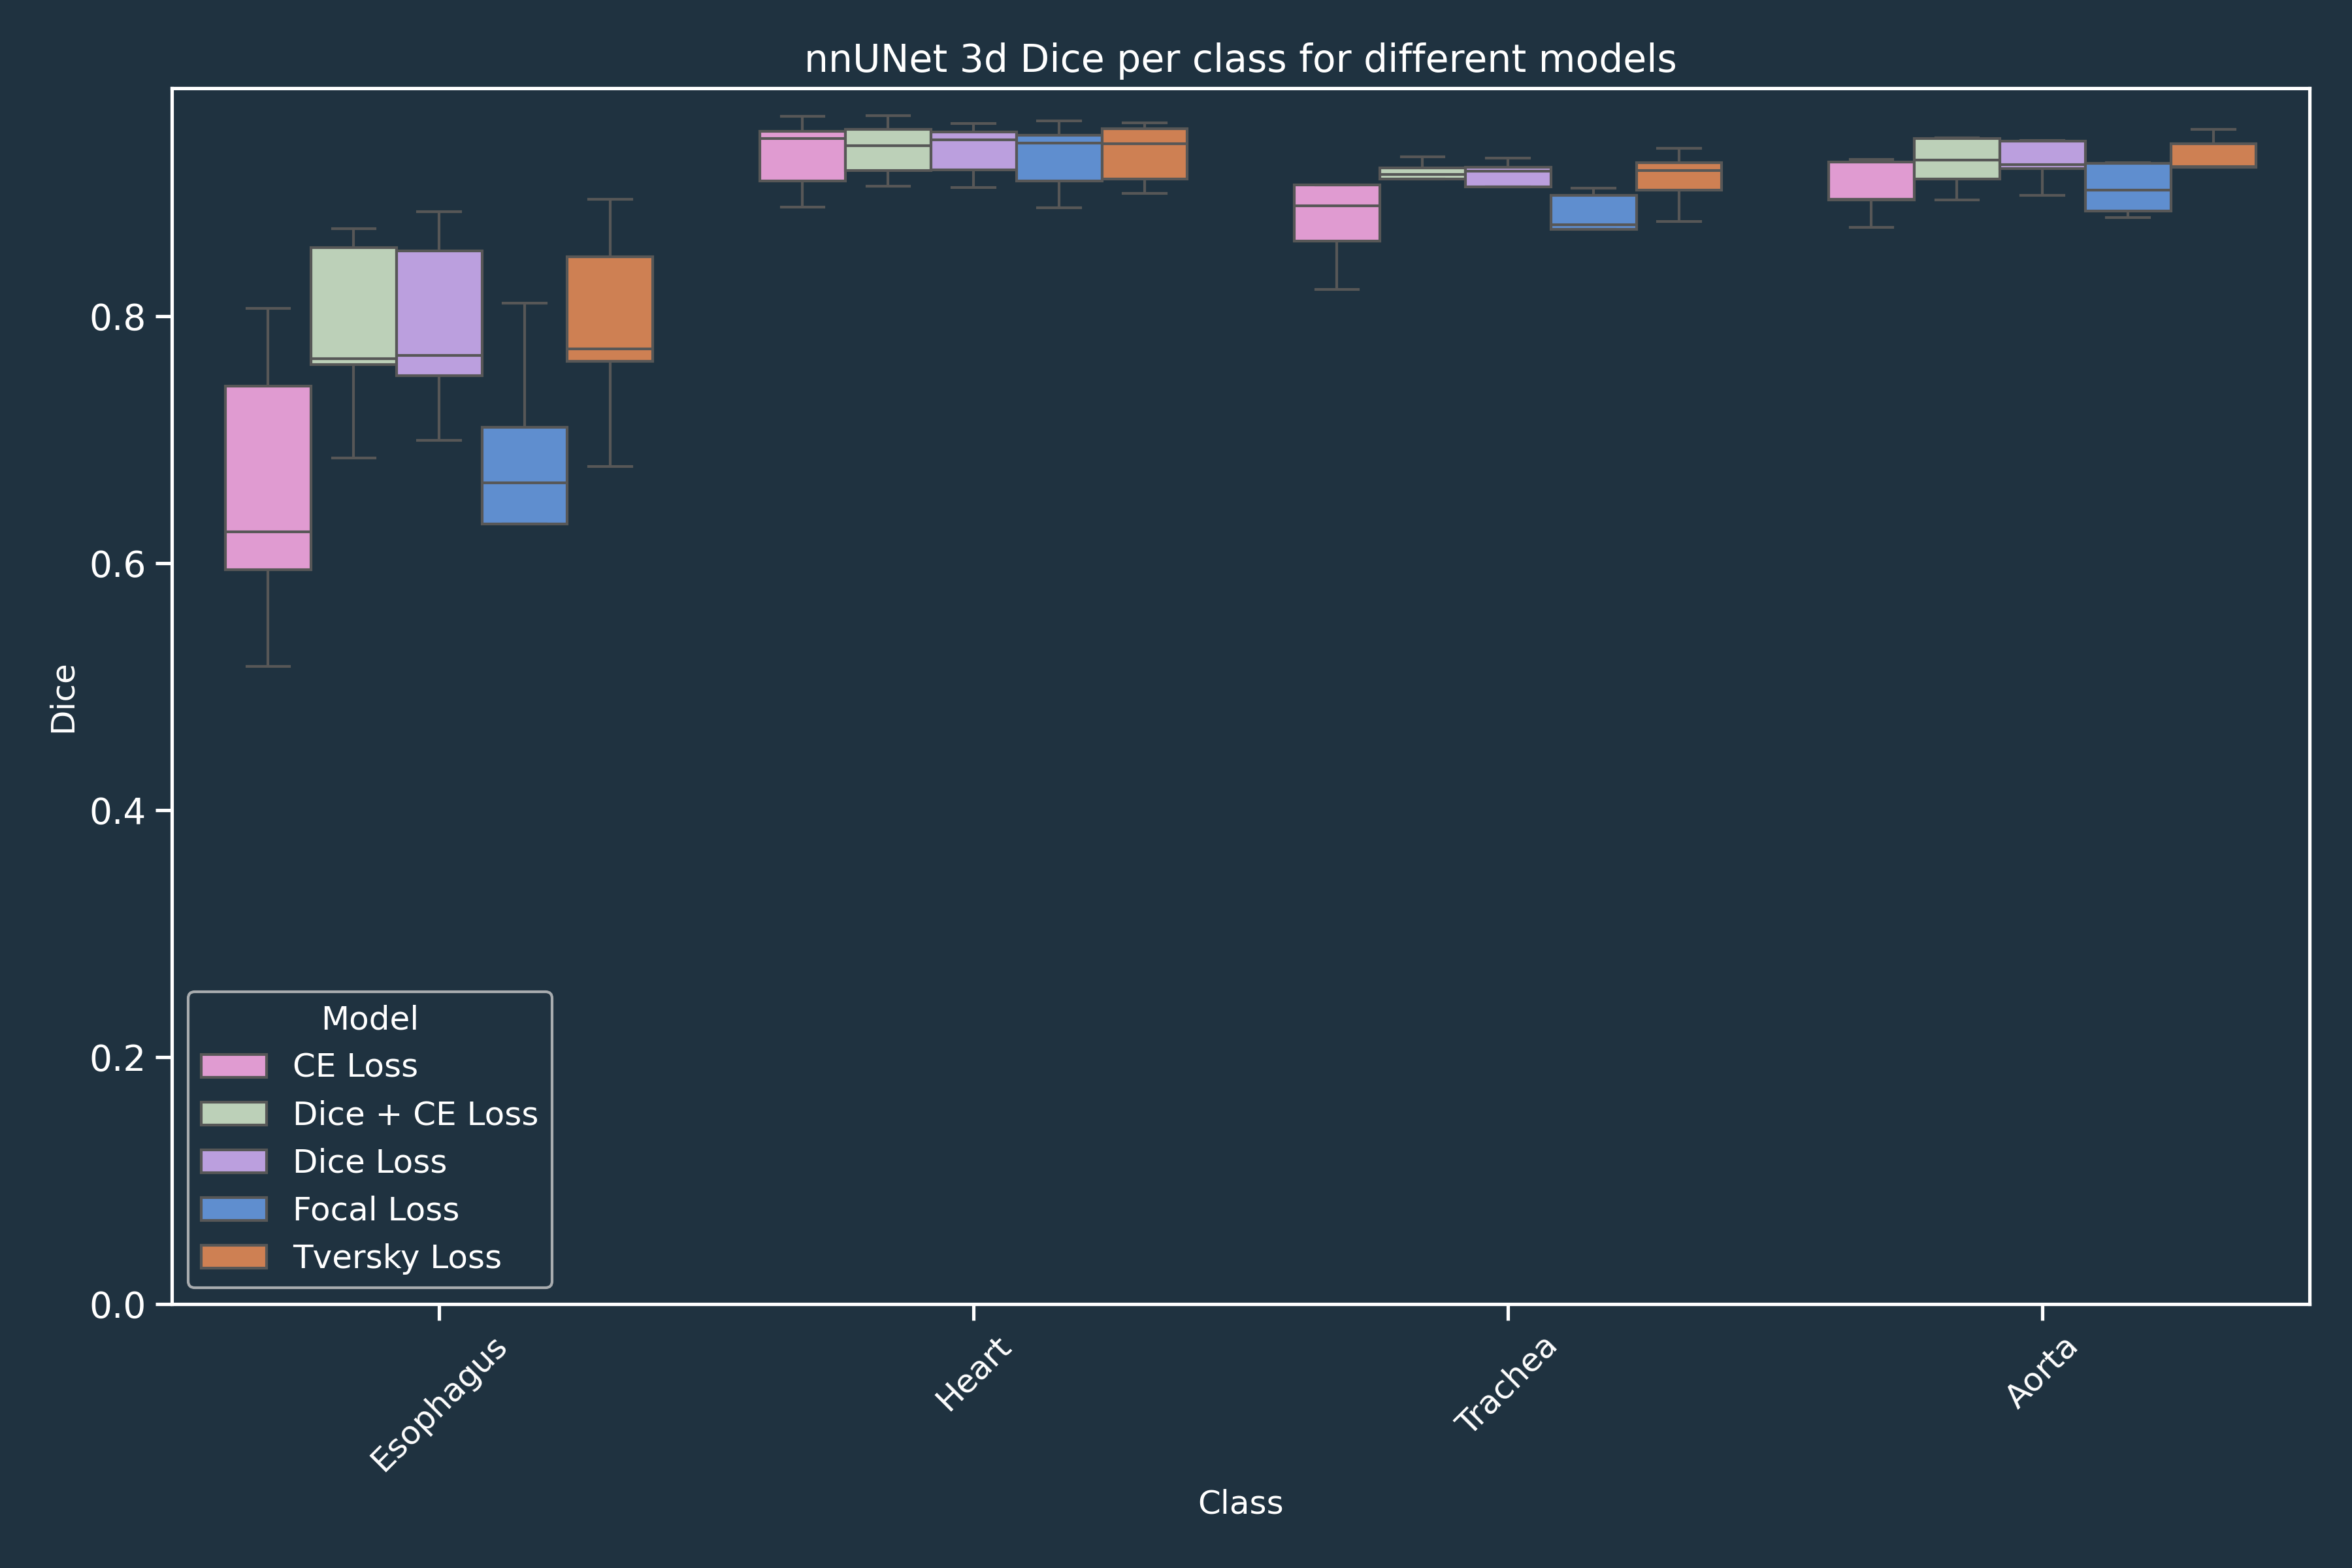 nnUNet 3d Dice per class for different models
Dice
0.8
0.6
0.4
0.2
0.0
Model
CE Loss
Dice + CE Loss
Dice Loss
Focal Loss
Tversky Loss
Esophagus
Heart
Trachea
Aorta
Class